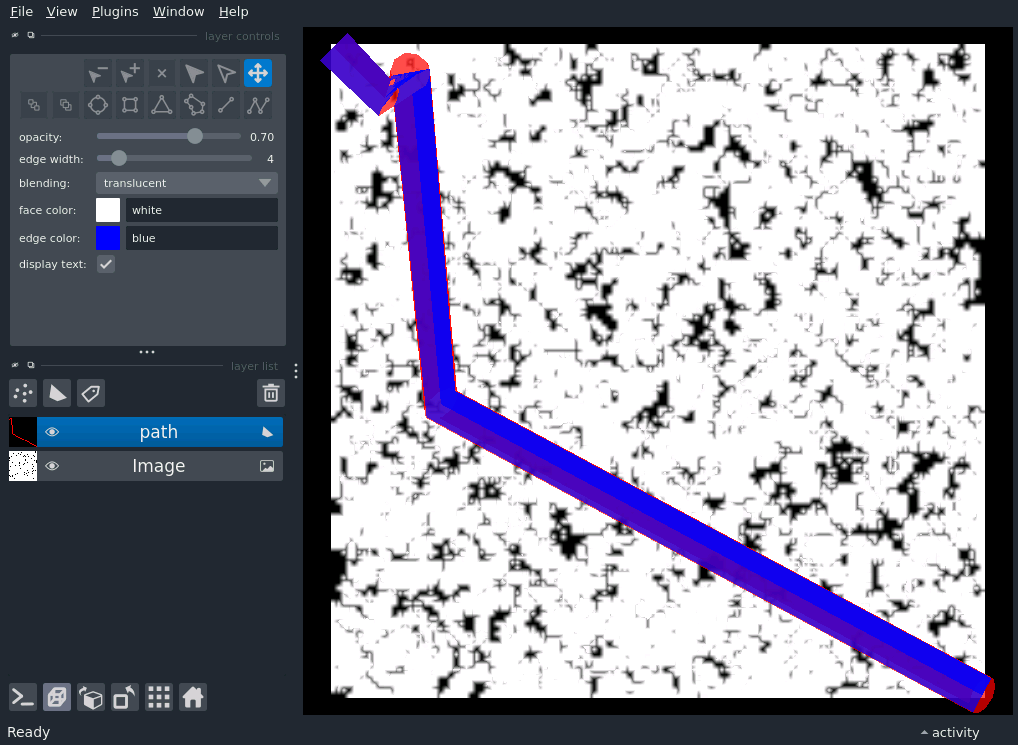 File View Plugins Window Help
layer controls
opacity: 0.70
edge width: 4
blending: translucent
face color: white
edge color: blue
display text:
layer list
path
Image
Ready
activity